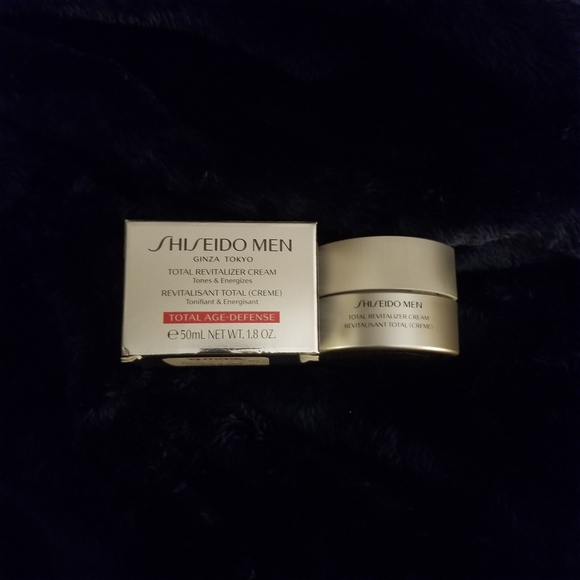 SHISEIDO MEN
GINZA TOKYO
TOTAL REVITALIZER CREAM
Tones & Energizes
REVITALISANT TOTAL (CREME)
Tonifiant & Energisant
TOTAL AGE-DEFENSE
℮50mL NET WT. 1.8 OZ.
SHISEIDO MEN
TOTAL REVITALIZER CREAM
REVITALISANT TOTAL (CREME)